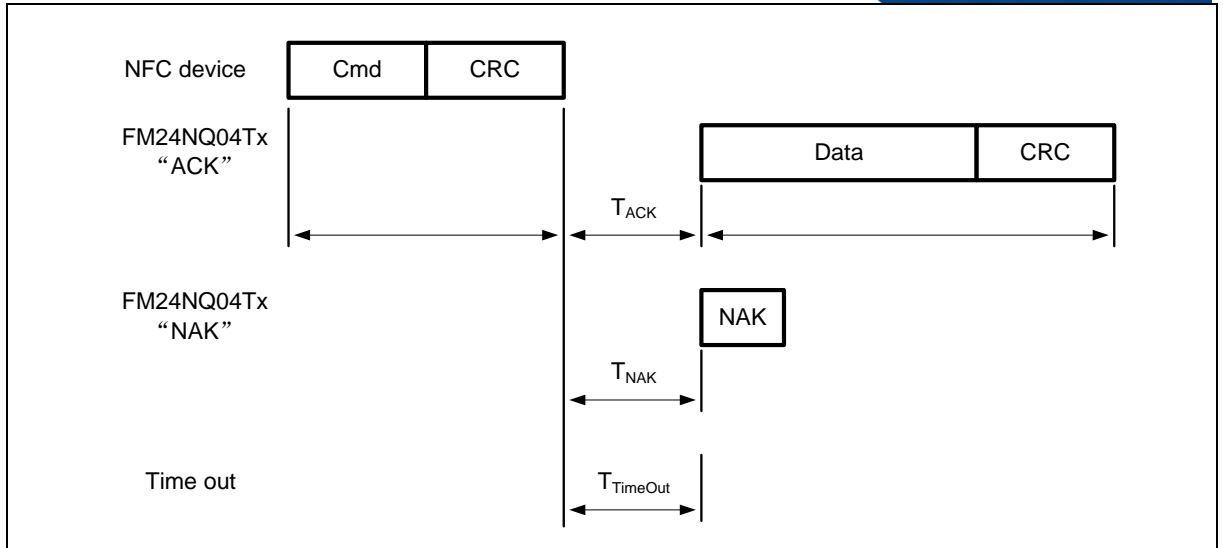 NFC device Cmd CRC
FM24NQ04Tx
“ACK”
Data CRC
TACK
FM24NQ04Tx
“NAK”
NAK
TNAK
Time out
TTimeOut